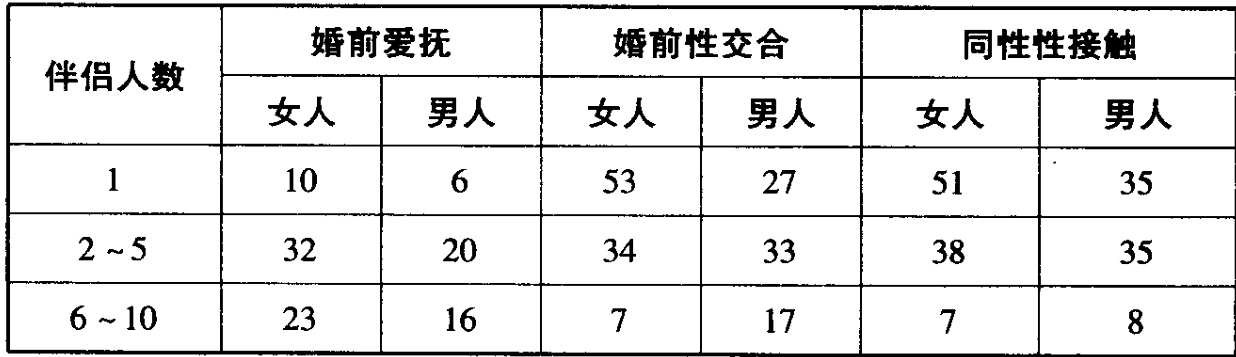 伴侣人数 婚前爱抚 婚前性交合 同性性接触
女人 男人 女人 男人 女人 男人
1 10 6 53 27 51 35
2~5 32 20 34 33 38 35
6~10 23 16 7 17 7 8